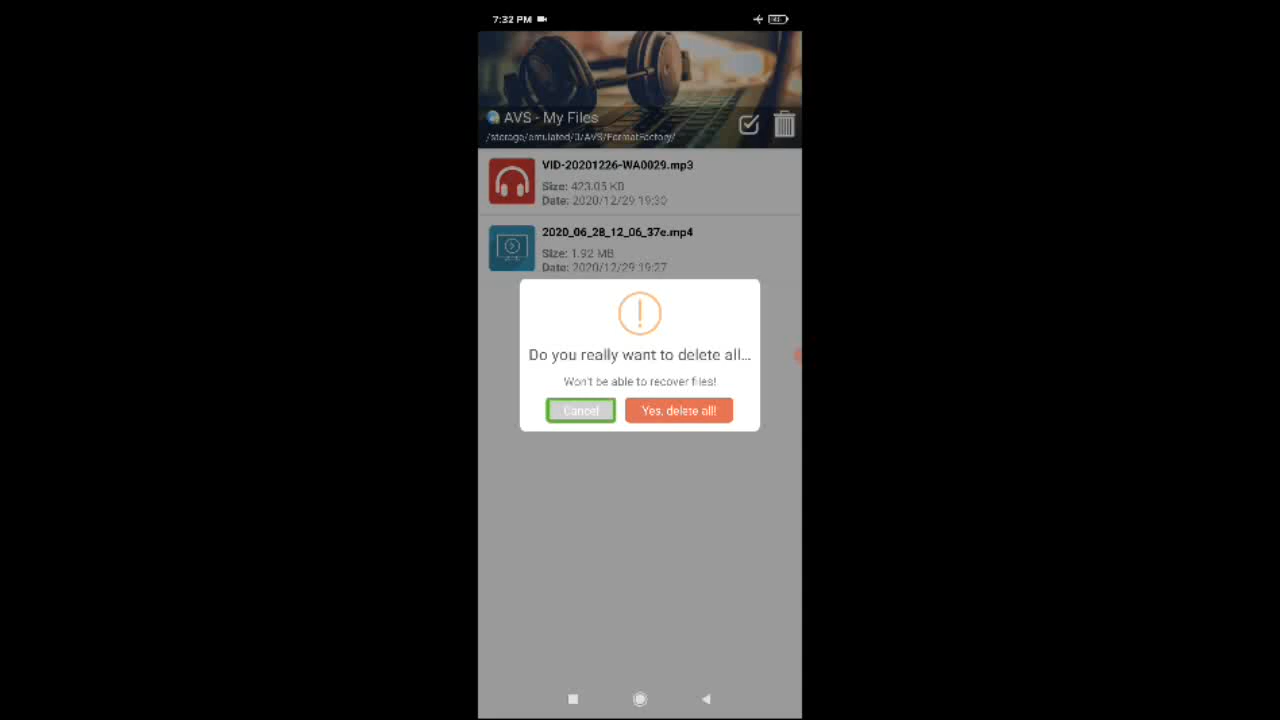 7:32 PM
AVS - My Files
/storage/emulated/0/AVS/FormatFactory/
VID-20201226-WA0029.mp3
Size: 423.05 KB
Date: 2020/12/29 19:30
2020_06_28_12_06_37e.mp4
Size: 1.92 MB
Date: 2020/12/29 19:27
Do you really want to delete all...
Won't be able to recover files!
Cancel
Yes, delete all!